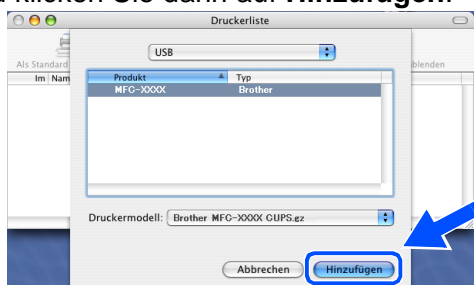 klicken Sie dann auf Hinzufügen.
Druckerliste
USB
Als Standard
blenden
Im Nam
Produkt Typ
MFC-XXXX Brother
Druckermodell: Brother MFC-XXXX CUPS.gz
Abbrechen Hinzufügen